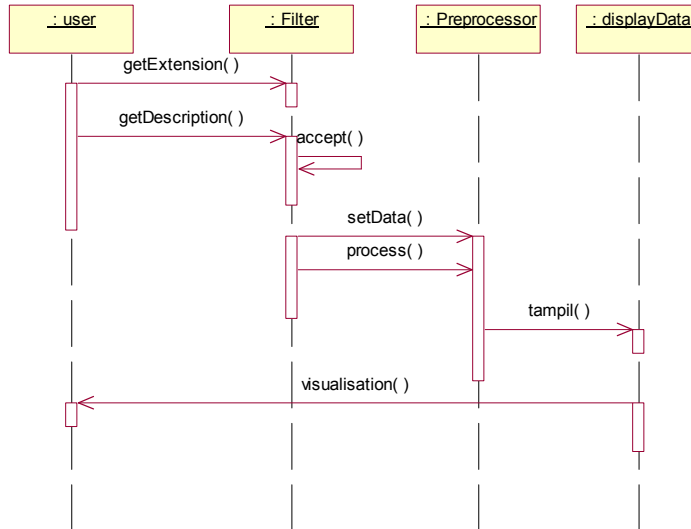 : user
: Filter
: Preprocessor
: displayData
getExtension( )
getDescription( )
accept( )
setData( )
process( )
tampil( )
visualisation( )